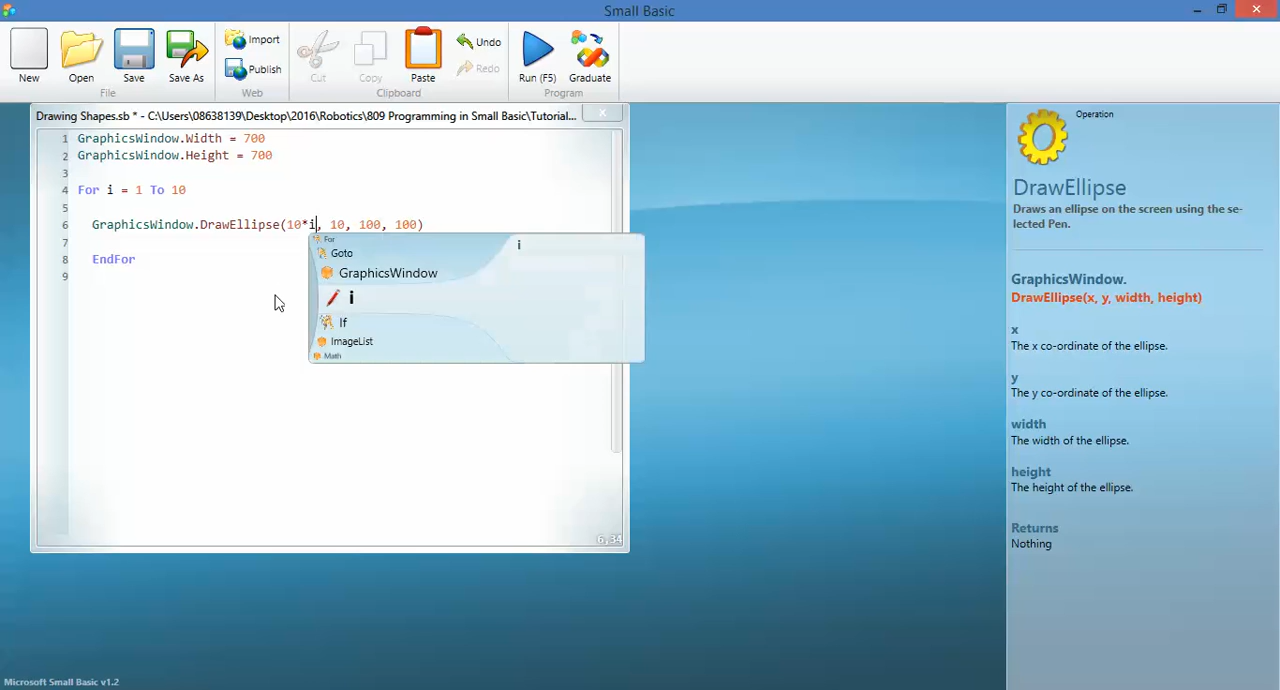 Small Basic
New
Open
Save
Save As
Import
Publish
Cut
Copy
Paste
Undo
Redo
Run (F5)
Graduate
File
Web
Clipboard
Program
Drawing Shapes.sb * - C:\Users\08638139\Desktop\2016\Robotics\809 Programming in Small Basic\Tutorial...
1 GraphicsWindow.Width = 700
2 GraphicsWindow.Height = 700
3
4 For i = 1 To 10
5
6 GraphicsWindow.DrawEllipse(10*i, 10, 100, 100)
7
8 EndFor
9
For
Goto
GraphicsWindow
i
If
ImageList
Math
i
6,34
Operation
DrawEllipse
Draws an ellipse on the screen using the se-
lected Pen.
GraphicsWindow.
DrawEllipse(x, y, width, height)
x
The x co-ordinate of the ellipse.
y
The y co-ordinate of the ellipse.
width
The width of the ellipse.
height
The height of the ellipse.
Returns
Nothing
Microsoft Small Basic v1.2